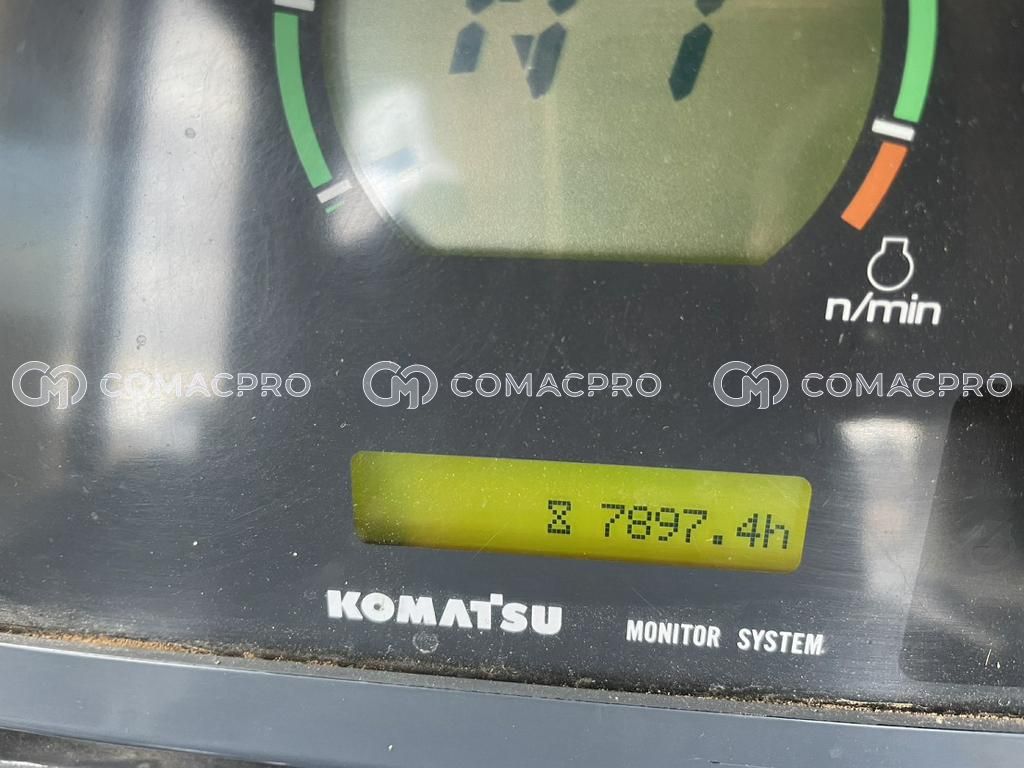 n/min
COMACPRO COMACPRO COMACPRO
7897.4h
KOMATSU
MONITOR SYSTEM